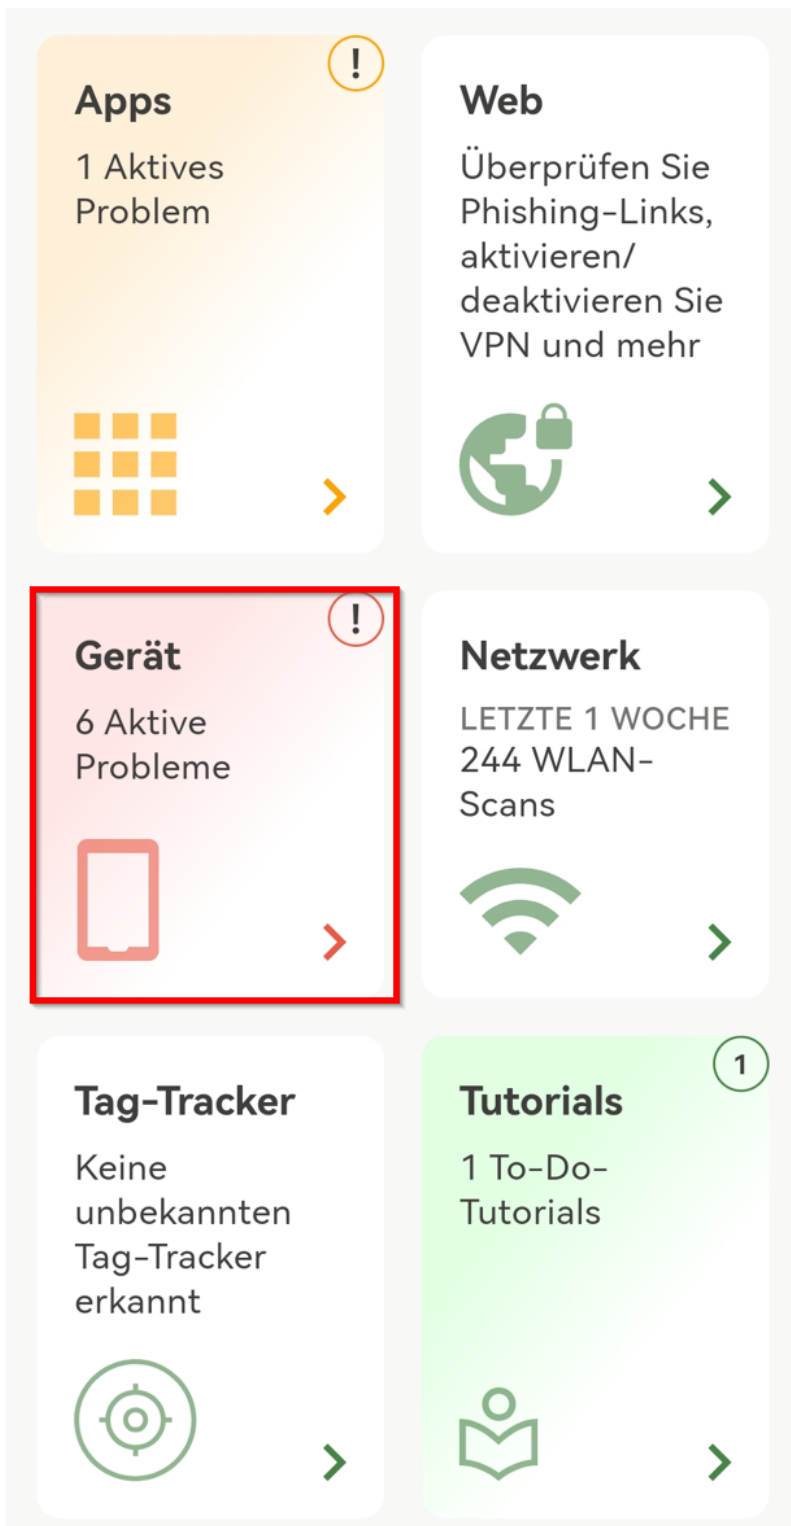 !
Apps
1 Aktives
Problem
Web
Überprüfen Sie
Phishing-Links,
aktivieren/
deaktivieren Sie
VPN und mehr
!
Gerät
6 Aktive
Probleme
Netzwerk
LETZTE 1 WOCHE
244 WLAN-
Scans
Tag-Tracker
Keine
unbekannten
Tag-Tracker
erkannt
1
Tutorials
1 To-Do-
Tutorials